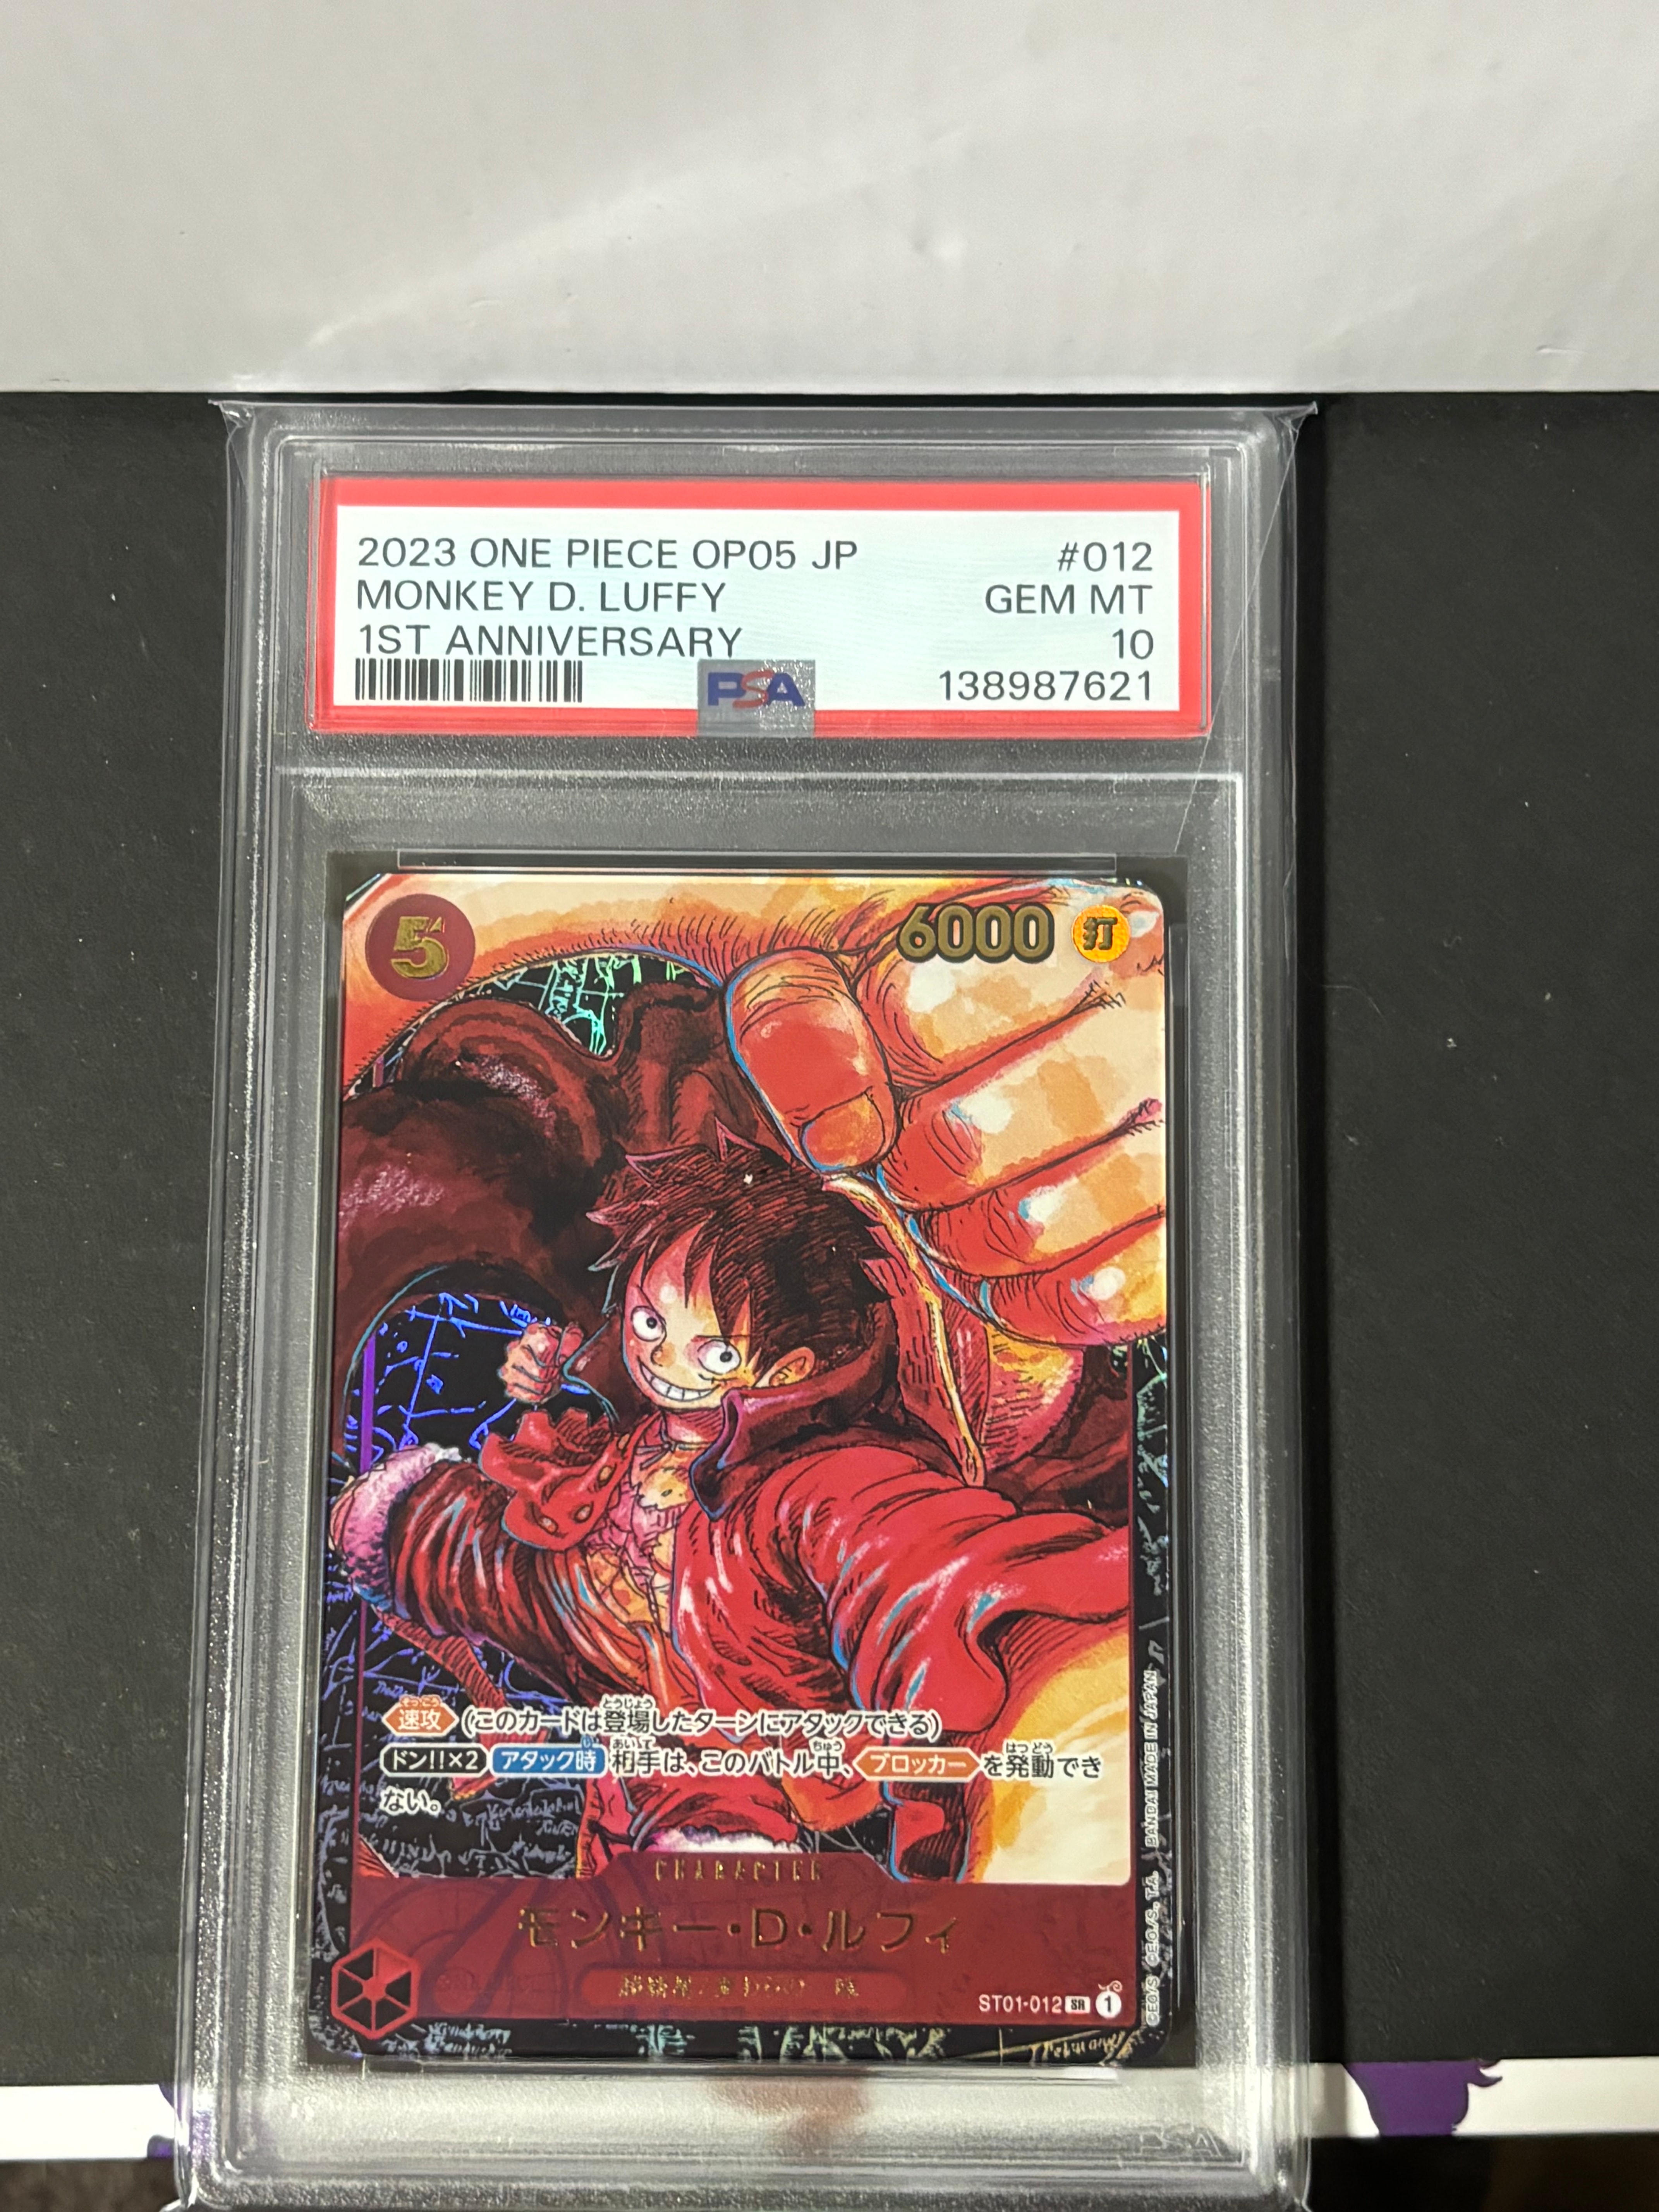 2023 ONE PIECE OP05 JP #012
MONKEY D. LUFFY GEM MT
1ST ANNIVERSARY 10
PSA 138987621
5 6000 打
速攻 (このカードは登場したターンにアタックできる)
ドン!!×2 アタック時 相手は、このバトル中、ブロッカーを発動でき
ない。
CHARACTER
モンキー・D・ルフィ
ST01-012 SR 1
BANDAI MADE IN JAPAN
PSA